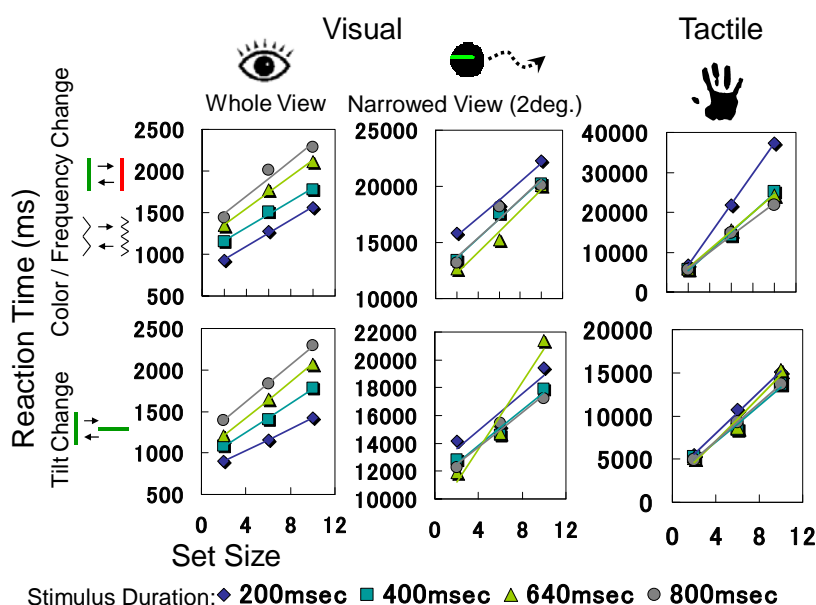 Visual
Tactile
Whole View
Narrowed View (2deg.)
Reaction Time (ms)
Color / Frequency Change
Tilt Change
2500
2000
1500
1000
500
25000
20000
15000
10000
40000
30000
20000
10000
0
2500
2000
1500
1000
500
22000
20000
18000
16000
14000
12000
10000
20000
15000
10000
5000
0
0 4 8 12
0 4 8 12
0 4 8 12
Set Size
Stimulus Duration: 200msec 400msec 640msec 800msec